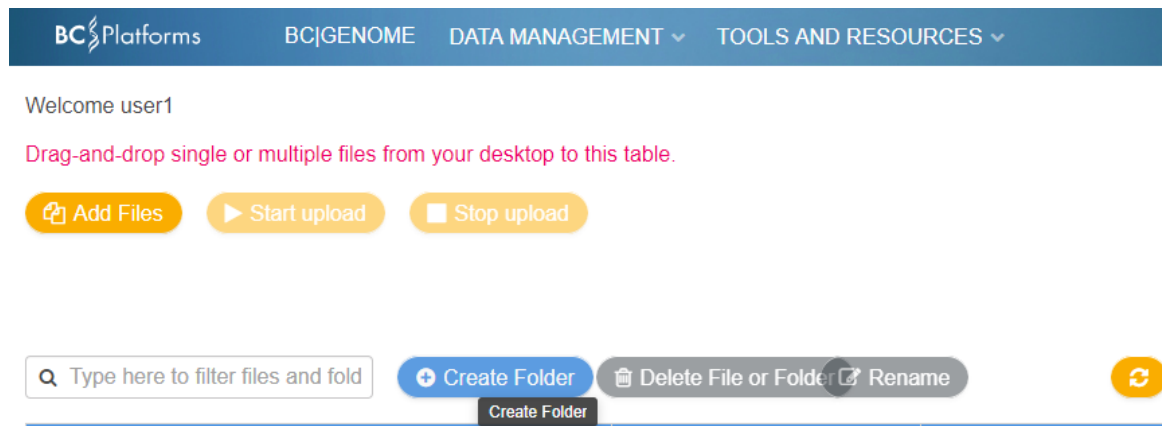 BC Platforms BC|GENOME DATA MANAGEMENT TOOLS AND RESOURCES
Welcome user1
Drag-and-drop single or multiple files from your desktop to this table.
Add Files Start upload Stop upload
Type here to filter files and fold Create Folder Delete File or Folder Rename
Create Folder